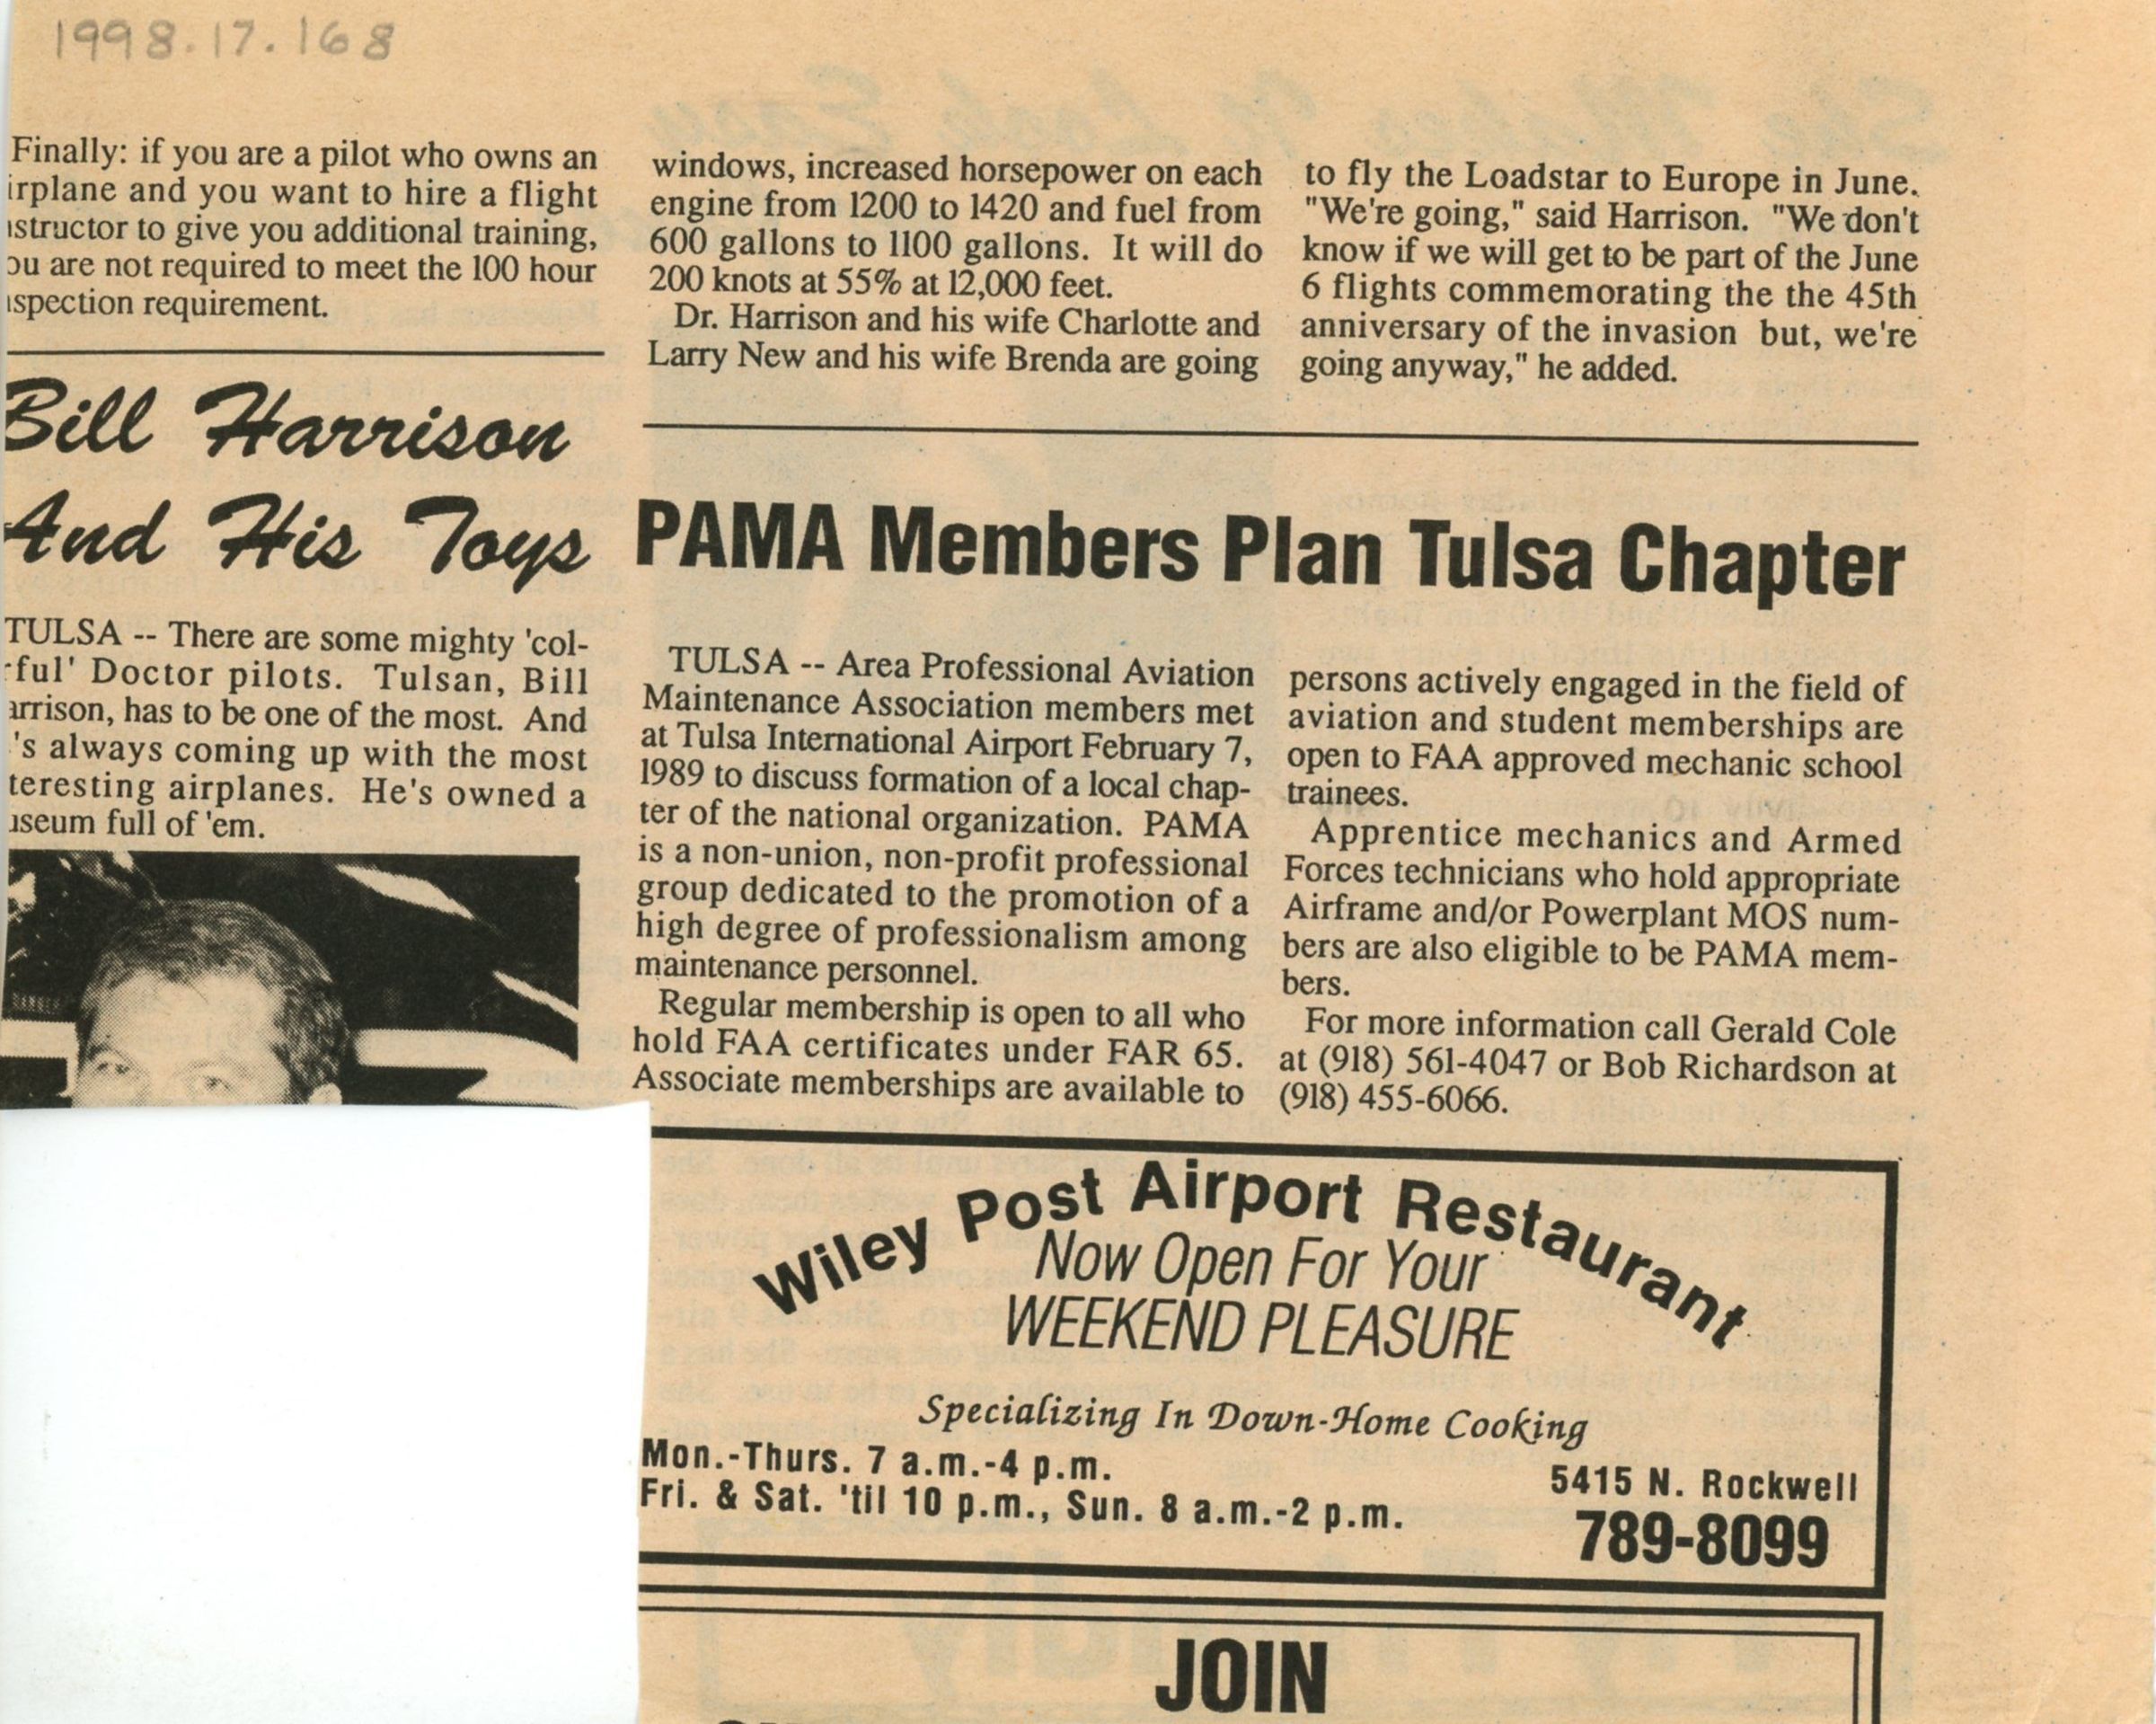 1998.17.168
Finally: if you are a pilot who owns an
irplane and you want to hire a flight
nstructor to give you additional training,
ou are not required to meet the 100 hour
nspection requirement.
Bill Harrison
And His Toys
TULSA -- There are some mighty 'col-
rful' Doctor pilots. Tulsan, Bill
arrison, has to be one of the most. And
's always coming up with the most
teresting airplanes. He's owned a
useum full of 'em.
windows, increased horsepower on each
engine from 1200 to 1420 and fuel from
600 gallons to 1100 gallons. It will do
200 knots at 55% at 12,000 feet.
Dr. Harrison and his wife Charlotte and
Larry New and his wife Brenda are going
to fly the Loadstar to Europe in June.
"We're going," said Harrison. "We don't
know if we will get to be part of the June
6 flights commemorating the the 45th
anniversary of the invasion but, we're
going anyway," he added.
PAMA Members Plan Tulsa Chapter
TULSA -- Area Professional Aviation
Maintenance Association members met
at Tulsa International Airport February 7,
1989 to discuss formation of a local chap-
ter of the national organization. PAMA
is a non-union, non-profit professional
group dedicated to the promotion of a
high degree of professionalism among
maintenance personnel.
Regular membership is open to all who
hold FAA certificates under FAR 65.
Associate memberships are available to
persons actively engaged in the field of
aviation and student memberships are
open to FAA approved mechanic school
trainees.
Apprentice mechanics and Armed
Forces technicians who hold appropriate
Airframe and/or Powerplant MOS num-
bers are also eligible to be PAMA mem-
bers.
For more information call Gerald Cole
at (918) 561-4047 or Bob Richardson at
(918) 455-6066.
Wiley Post Airport Restaurant
Now Open For Your
WEEKEND PLEASURE
Specializing In Down-Home Cooking
Mon.-Thurs. 7 a.m.-4 p.m.
Fri. & Sat. 'til 10 p.m., Sun. 8 a.m.-2 p.m.
5415 N. Rockwell
789-8099
JOIN